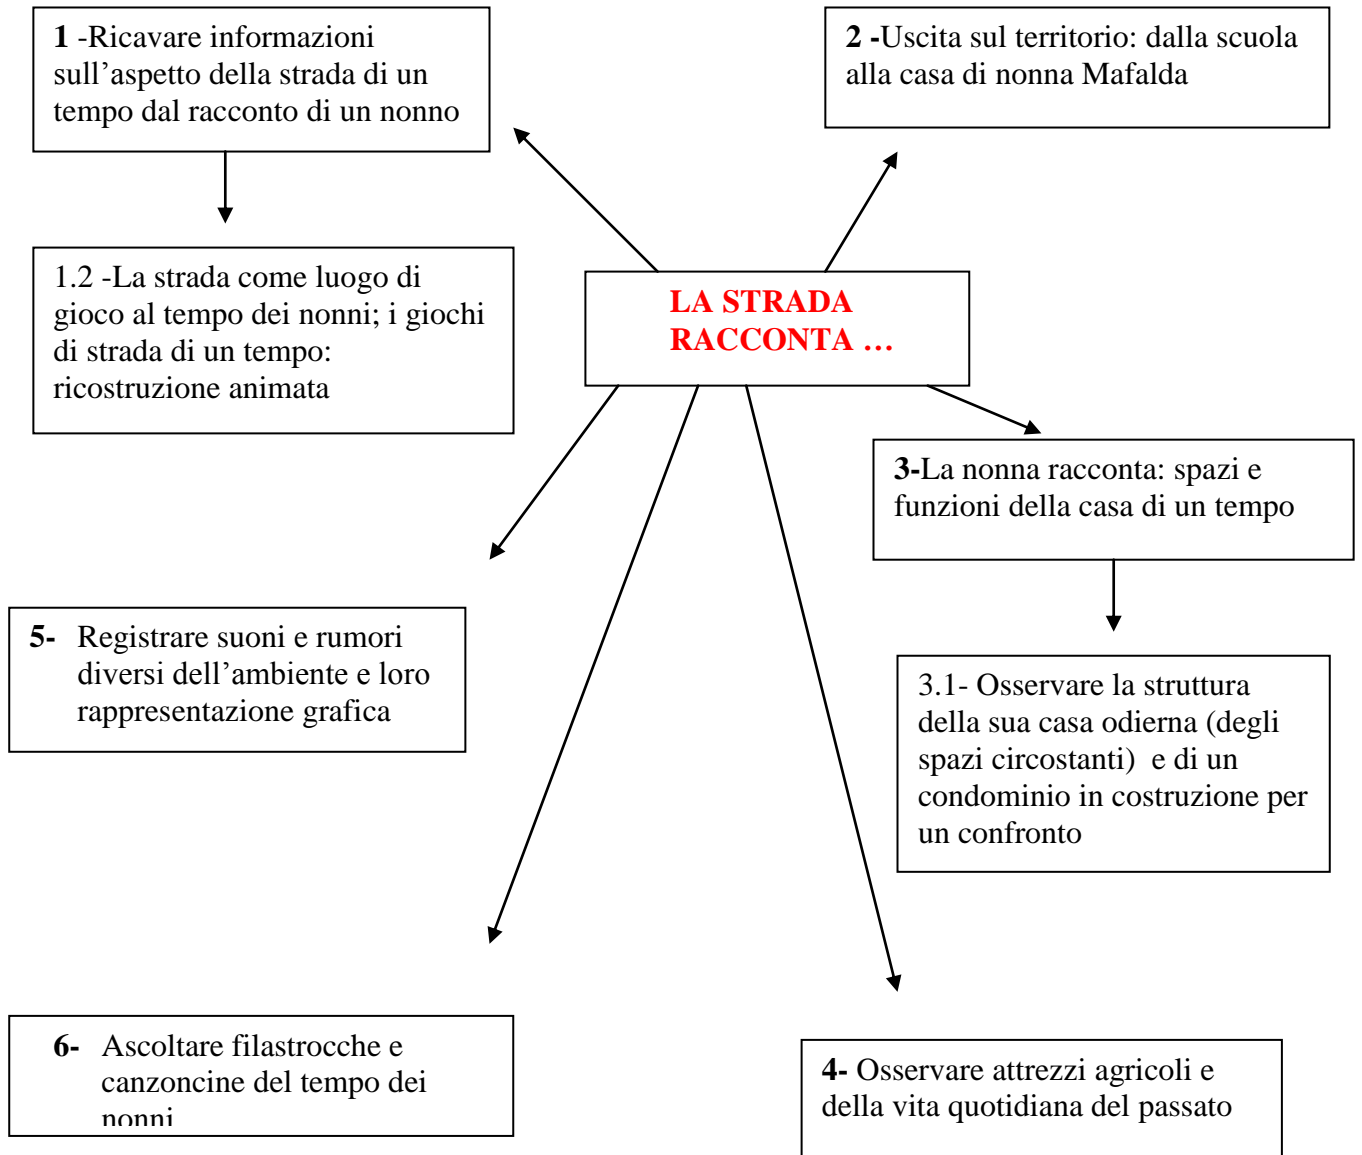 1 -Ricavare informazioni
sull’aspetto della strada di un
tempo dal racconto di un nonno
2 -Uscita sul territorio: dalla scuola
alla casa di nonna Mafalda
1.2 -La strada come luogo di
gioco al tempo dei nonni; i giochi
di strada di un tempo:
ricostruzione animata
LA STRADA
RACCONTA …
3-La nonna racconta: spazi e
funzioni della casa di un tempo
5- Registrare suoni e rumori
diversi dell’ambiente e loro
rappresentazione grafica
3.1- Osservare la struttura
della sua casa odierna (degli
spazi circostanti) e di un
condominio in costruzione per
un confronto
6- Ascoltare filastrocche e
canzoncine del tempo dei
nonni
4- Osservare attrezzi agricoli e
della vita quotidiana del passato